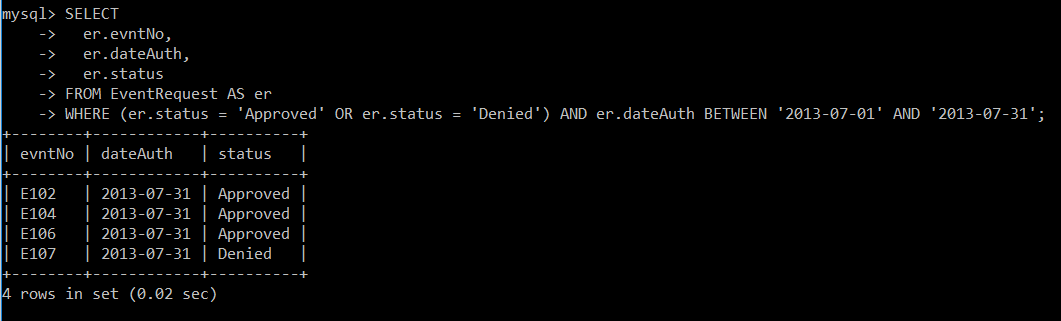 mysql> SELECT
    ->   er.evntNo,
    ->   er.dateAuth,
    ->   er.status
    -> FROM EventRequest AS er
    -> WHERE (er.status = 'Approved' OR er.status = 'Denied') AND er.dateAuth BETWEEN '2013-07-01' AND '2013-07-31';
+--------+------------+----------+
| evntNo | dateAuth   | status   |
+--------+------------+----------+
| E102   | 2013-07-31 | Approved |
| E104   | 2013-07-31 | Approved |
| E106   | 2013-07-31 | Approved |
| E107   | 2013-07-31 | Denied   |
+--------+------------+----------+
4 rows in set (0.02 sec)